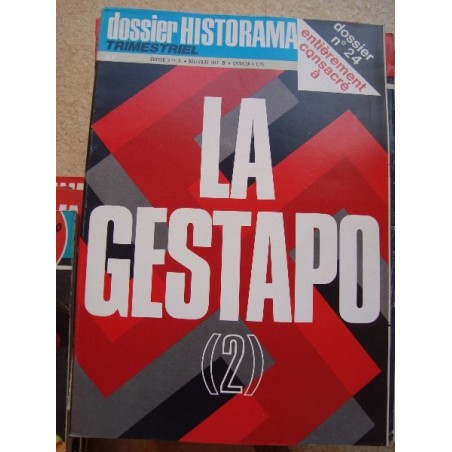 dossier HISTORAMA
TRIMESTRIEL
dossier
n° 24
entièrement
consacré
à
LA
GESTAPO
(2)